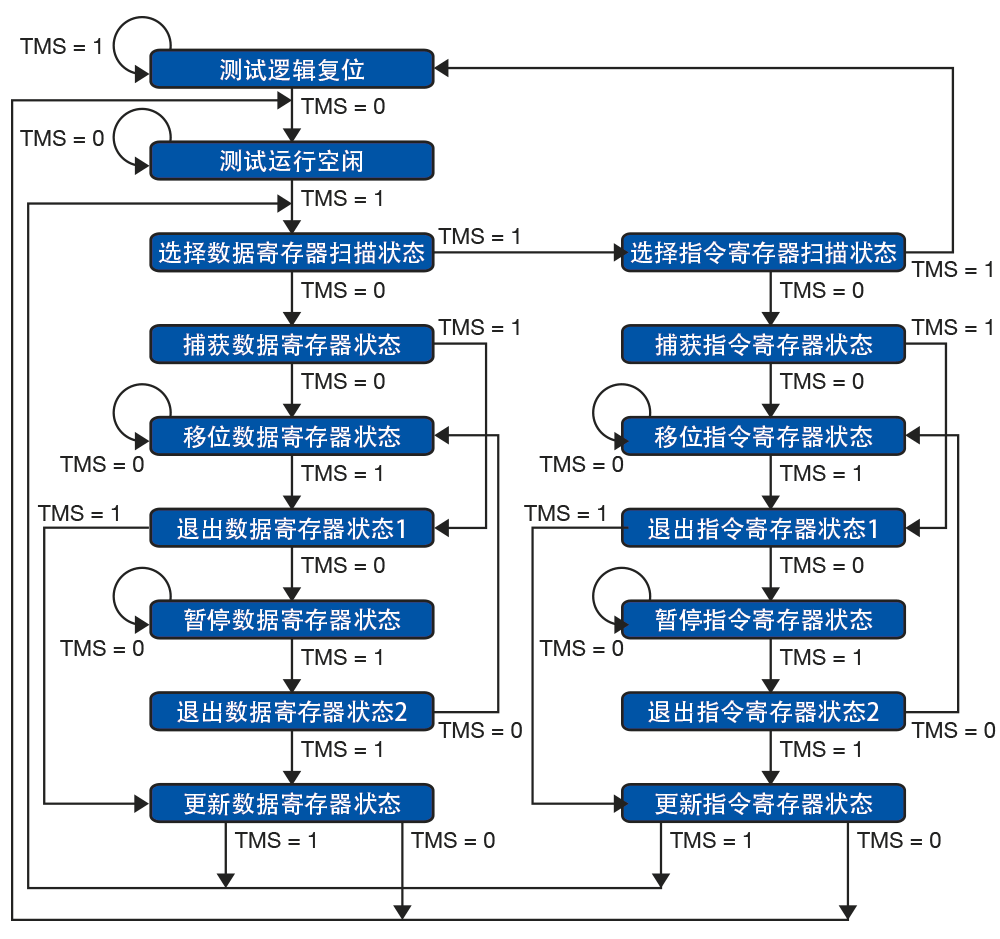 TMS = 1
测试逻辑复位
TMS = 0
TMS = 0
测试运行空闲
TMS = 1
选择数据寄存器扫描状态
TMS = 1
选择指令寄存器扫描状态
TMS = 1
TMS = 0
TMS = 0
捕获数据寄存器状态
TMS = 1
捕获指令寄存器状态
TMS = 1
TMS = 0
TMS = 0
移位数据寄存器状态
移位指令寄存器状态
TMS = 0
TMS = 1
TMS = 0
TMS = 1
TMS = 1
退出数据寄存器状态1
TMS = 1
退出指令寄存器状态1
TMS = 0
TMS = 0
暂停数据寄存器状态
暂停指令寄存器状态
TMS = 0
TMS = 1
TMS = 0
TMS = 1
退出数据寄存器状态2
TMS = 0
退出指令寄存器状态2
TMS = 0
TMS = 1
TMS = 1
更新数据寄存器状态
更新指令寄存器状态
TMS = 1
TMS = 0
TMS = 1
TMS = 0